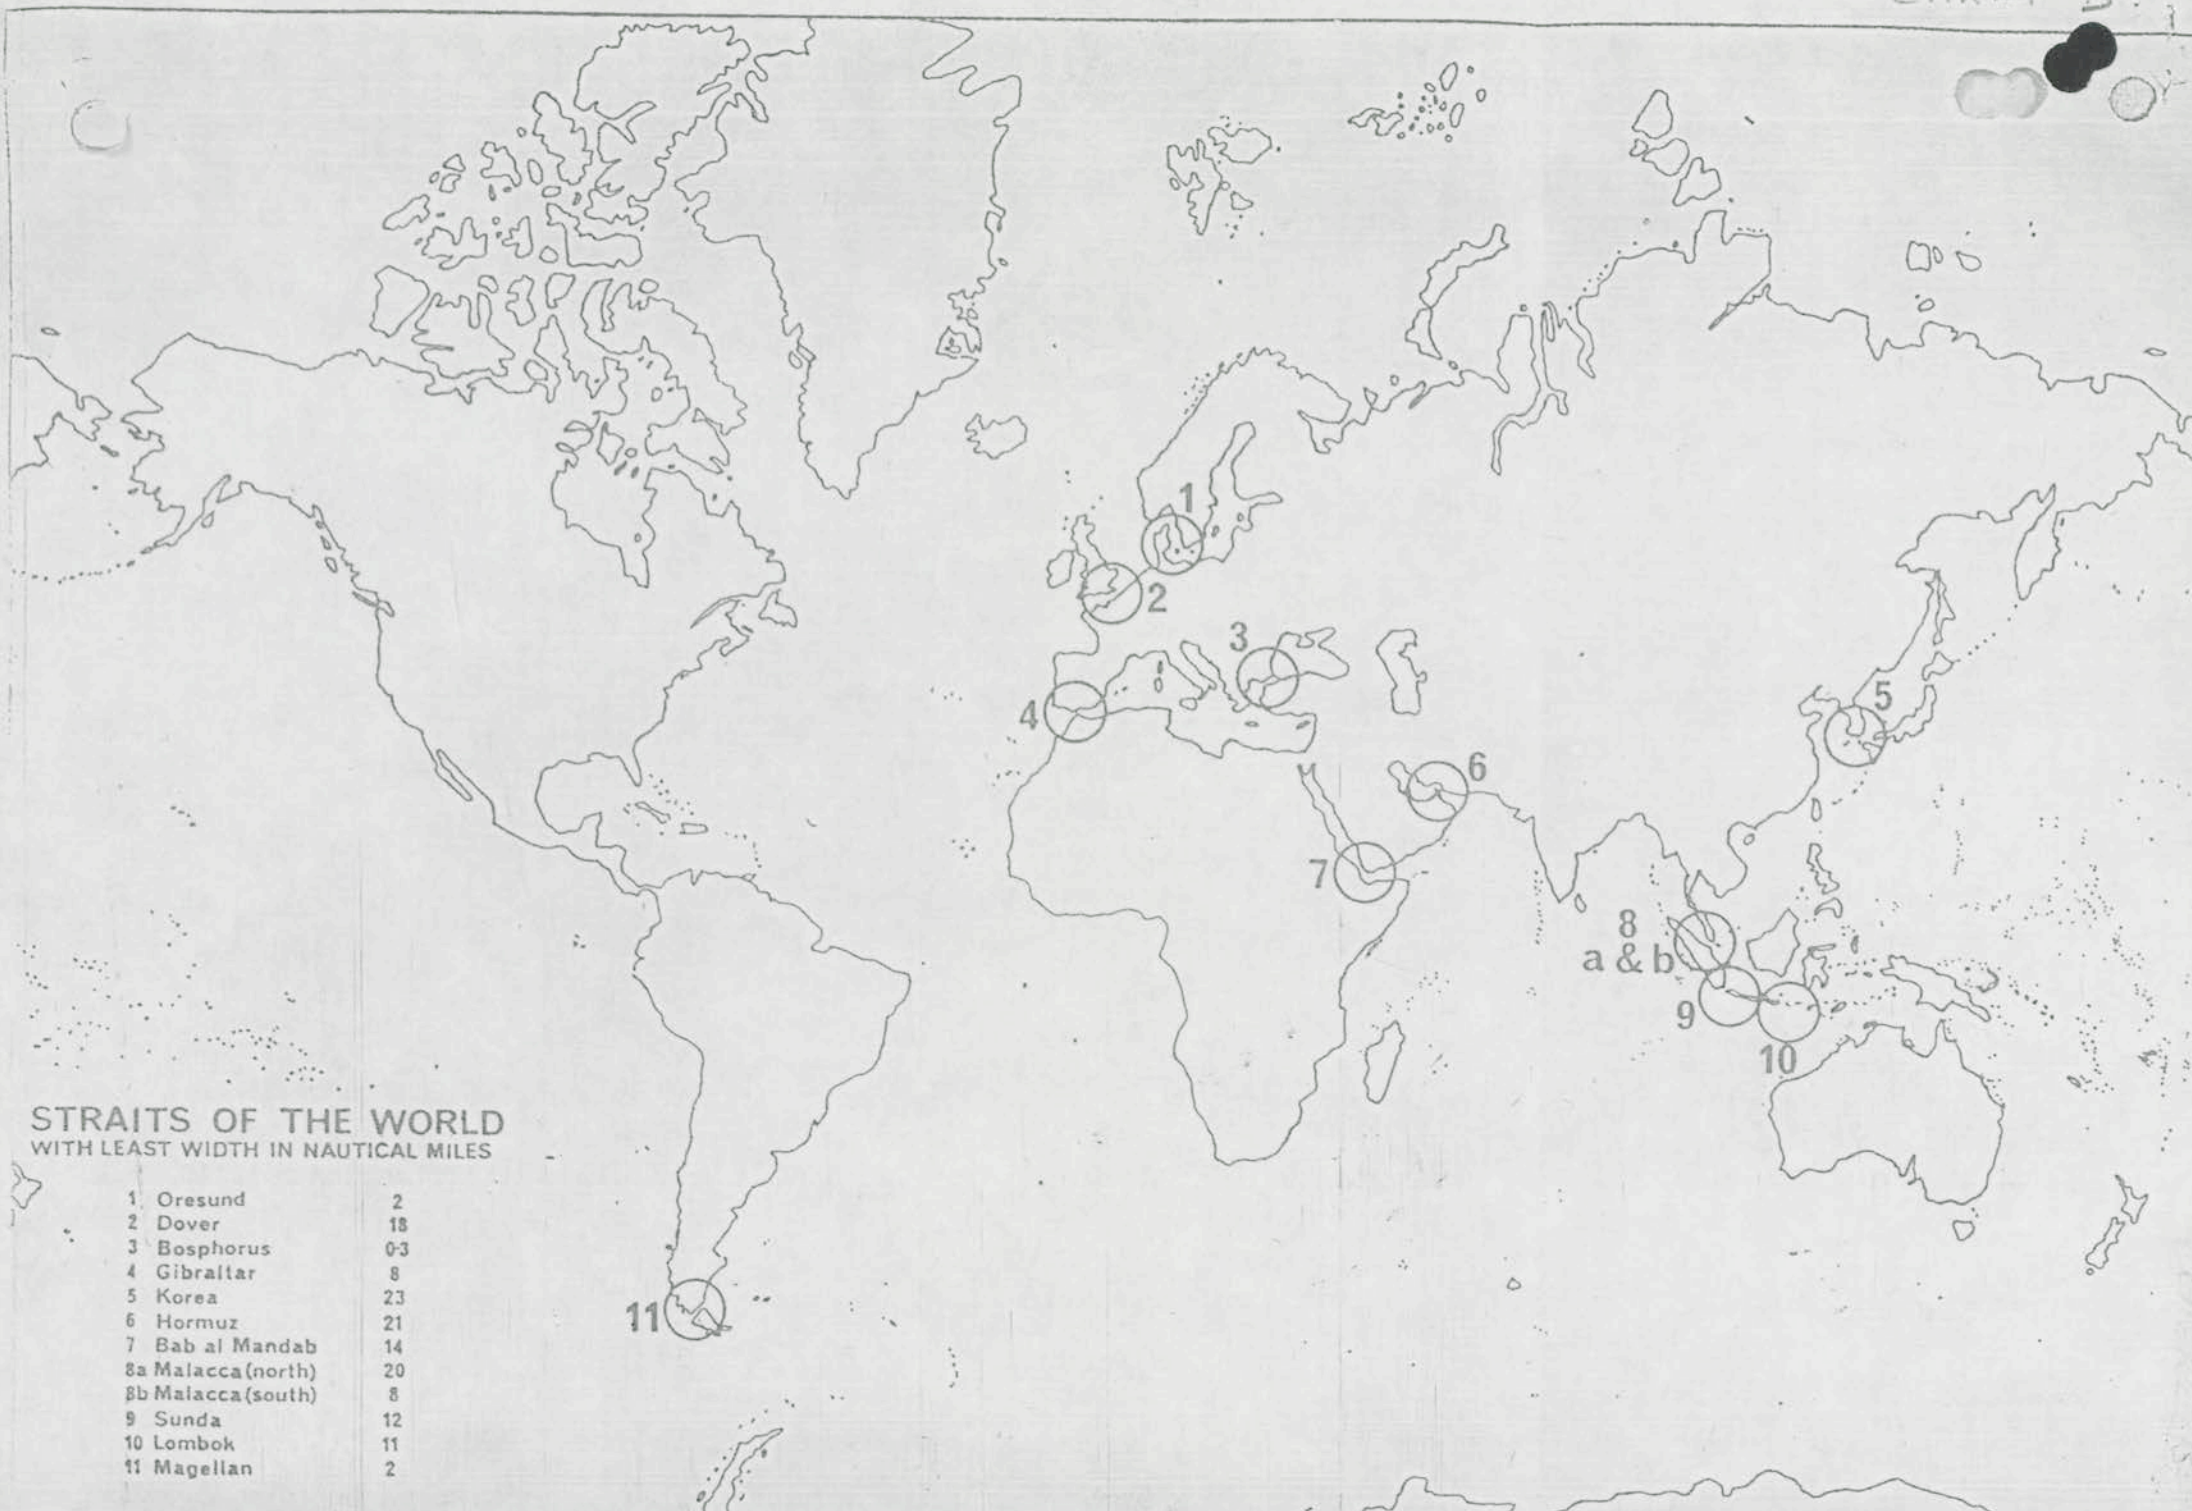 CHART B.
1
2
3
4
5
6
7
8
a & b
9
10
11
STRAITS OF THE WORLD
WITH LEAST WIDTH IN NAUTICAL MILES
1 Oresund 2
2 Dover 18
3 Bosphorus 0·3
4 Gibraltar 8
5 Korea 23
6 Hormuz 21
7 Bab al Mandab 14
8a Malacca (north) 20
8b Malacca (south) 8
9 Sunda 12
10 Lombok 11
11 Magellan 2